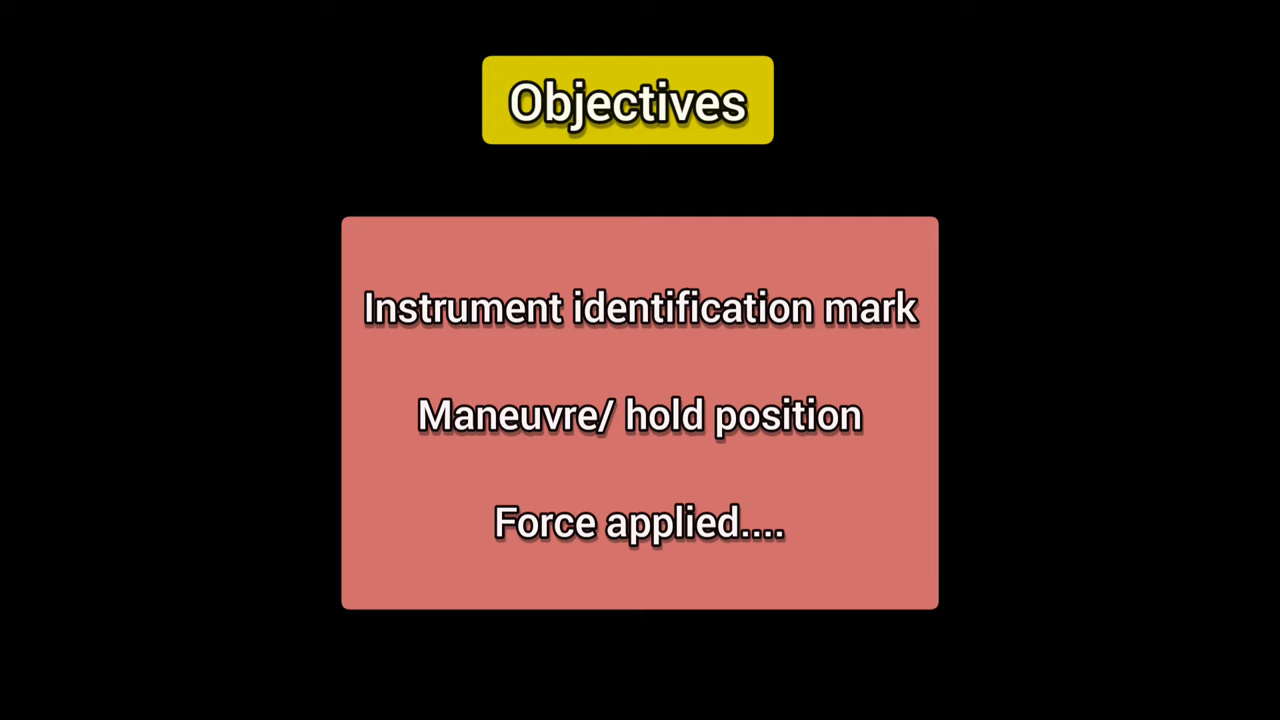 Objectives
Instrument identification mark
Maneuvre/ hold position
Force applied....